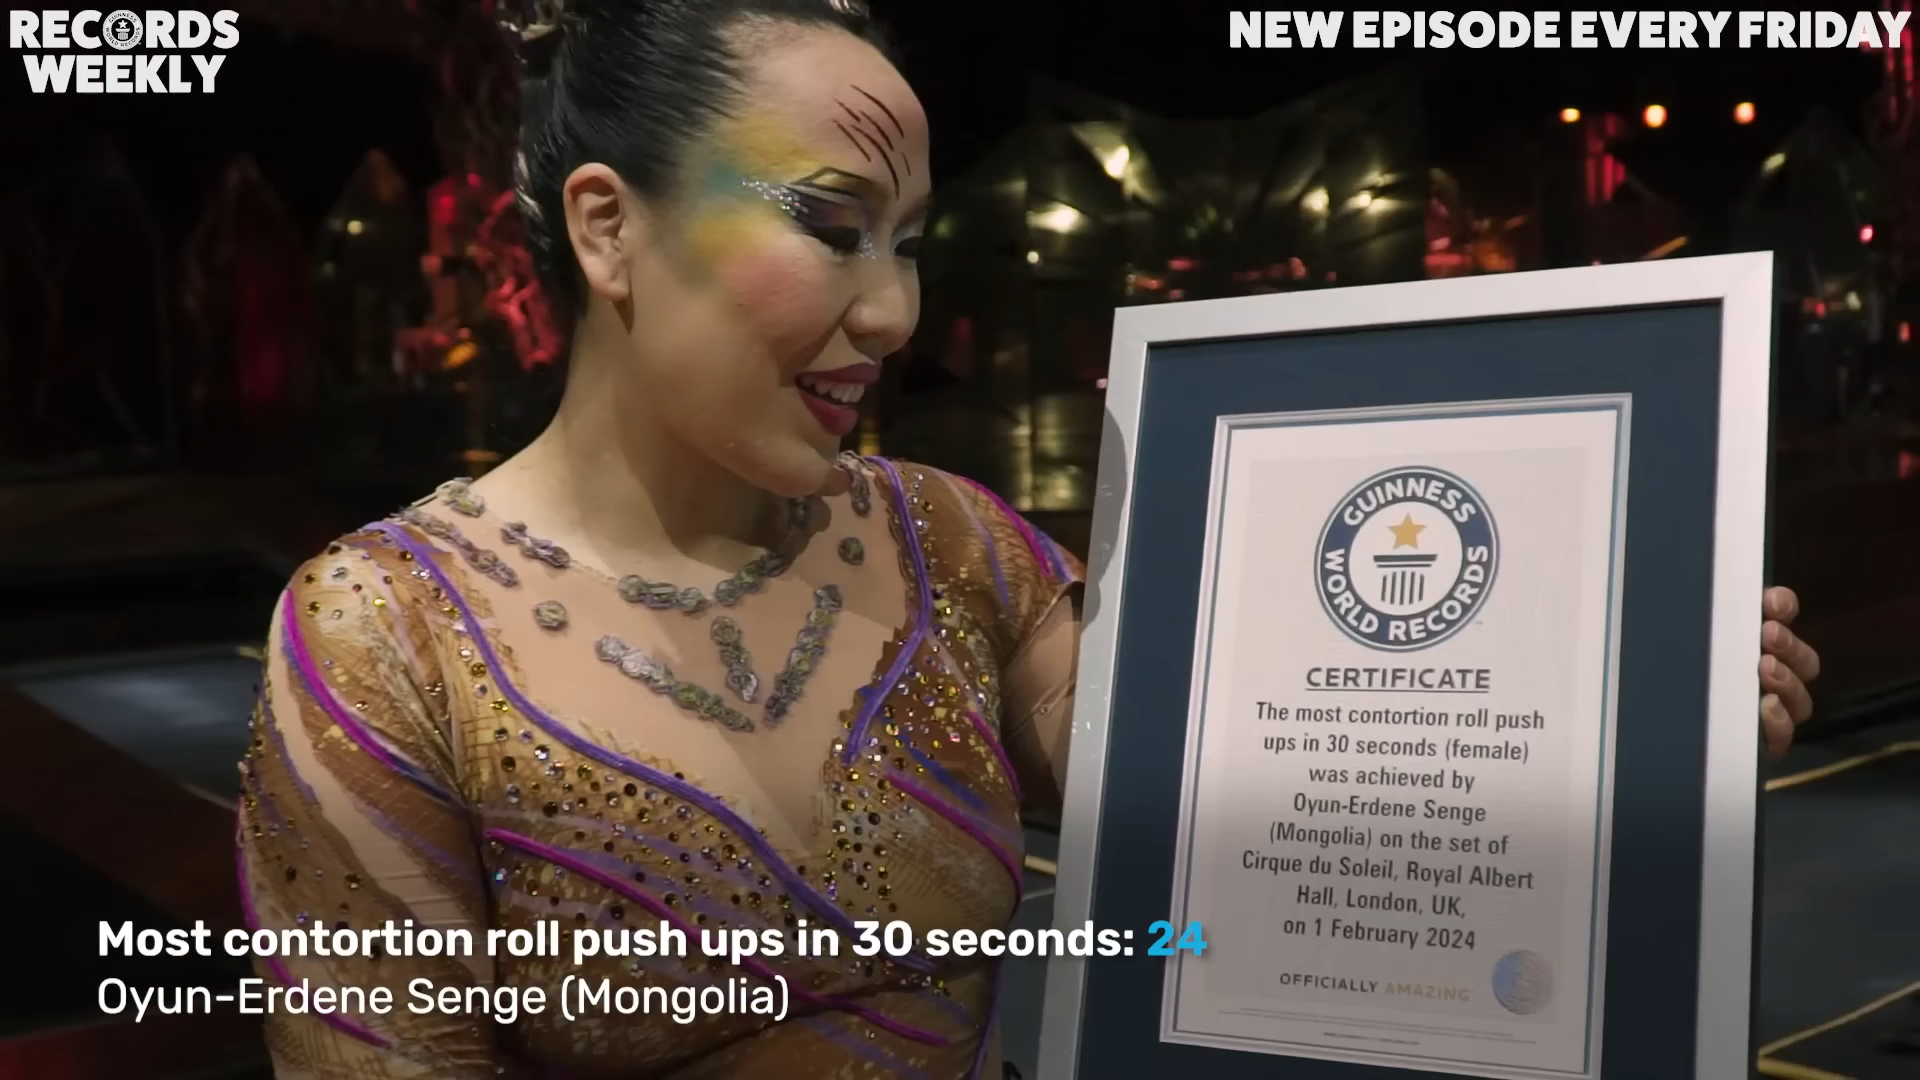 RECORDS
WEEKLY
NEW EPISODE EVERY FRIDAY
GUINNESS
WORLD RECORDS
CERTIFICATE
The most contortion roll push
ups in 30 seconds (female)
was achieved by
Oyun-Erdene Senge
(Mongolia) on the set of
Cirque du Soleil, Royal Albert
Hall, London, UK,
on 1 February 2024
OFFICIALLY AMAZING
Most contortion roll push ups in 30 seconds: 24
Oyun-Erdene Senge (Mongolia)